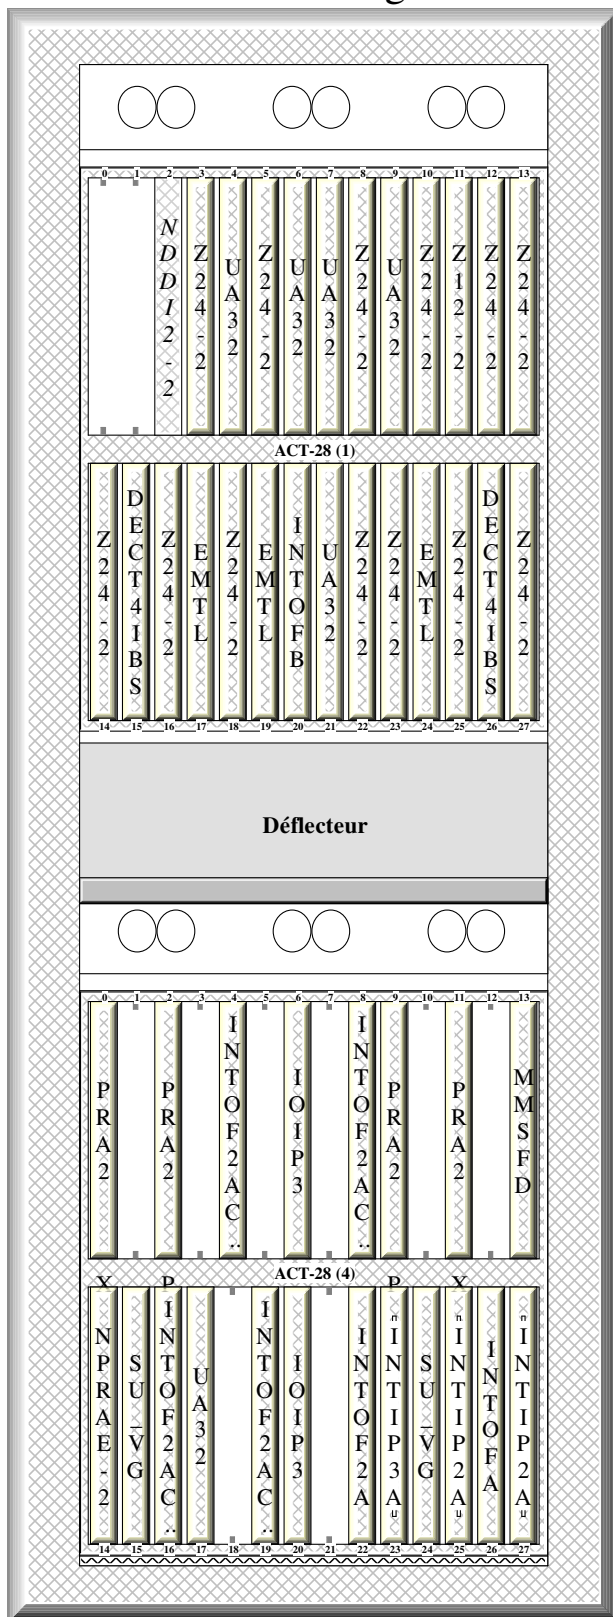 0 1 2 3 4 5 6 7 8 9 10 11 12 13
NDDI2-2 Z24-2 UA32 Z24-2 UA32 UA32 Z24-2 UA32 Z24-2 Z12-2 Z24-2 Z24-2
ACT-28 (1)
Z24-2 DECT4IBS Z24-2 EMTL Z24-2 EMTL INTOFB UA32 Z24-2 Z24-2 EMTL Z24-2 DECT4IBS Z24-2
14 15 16 17 18 19 20 21 22 23 24 25 26 27
Déflecteur
0 1 2 3 4 5 6 7 8 9 10 11 12 13
PRA2 PRA2 INTOF2AC.. IOIP3 INTOF2AC.. PRA2 PRA2 MMSFD
ACT-28 (4)
X P P X
NPRAE-2 SU_VG INTOF2AC.. UA32 INTOF2AC.. IOIP3 INTOF2A "INTIP3A" SU_VG "INTIP2A" INTOFA "INTIP2A"
14 15 16 17 18 19 20 21 22 23 24 25 26 27